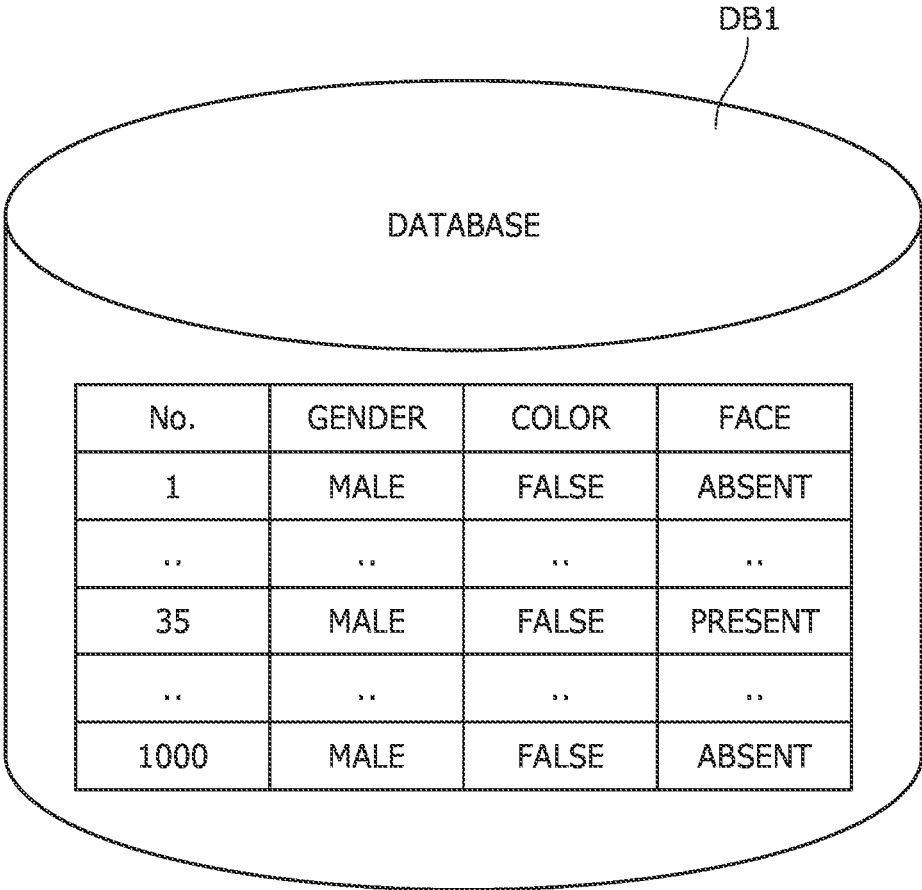 DB1
DATABASE
No. GENDER COLOR FACE
1 MALE FALSE ABSENT
.. .. .. ..
35 MALE FALSE PRESENT
.. .. .. ..
1000 MALE FALSE ABSENT